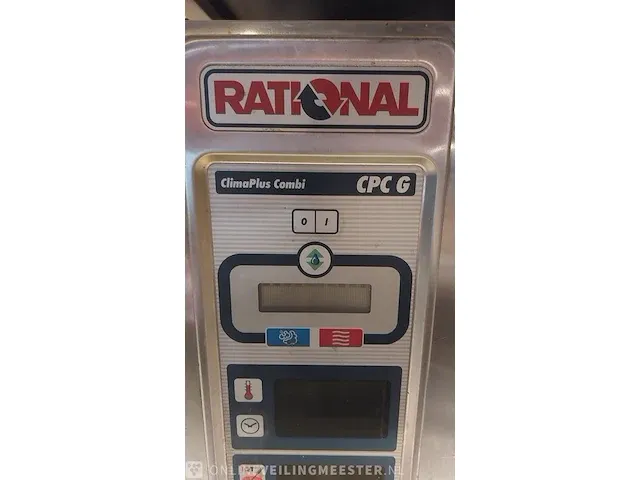 RATIONAL
ClimaPlus Combi CPC G
0 I
ONLINEVEILINGMEESTER.NL